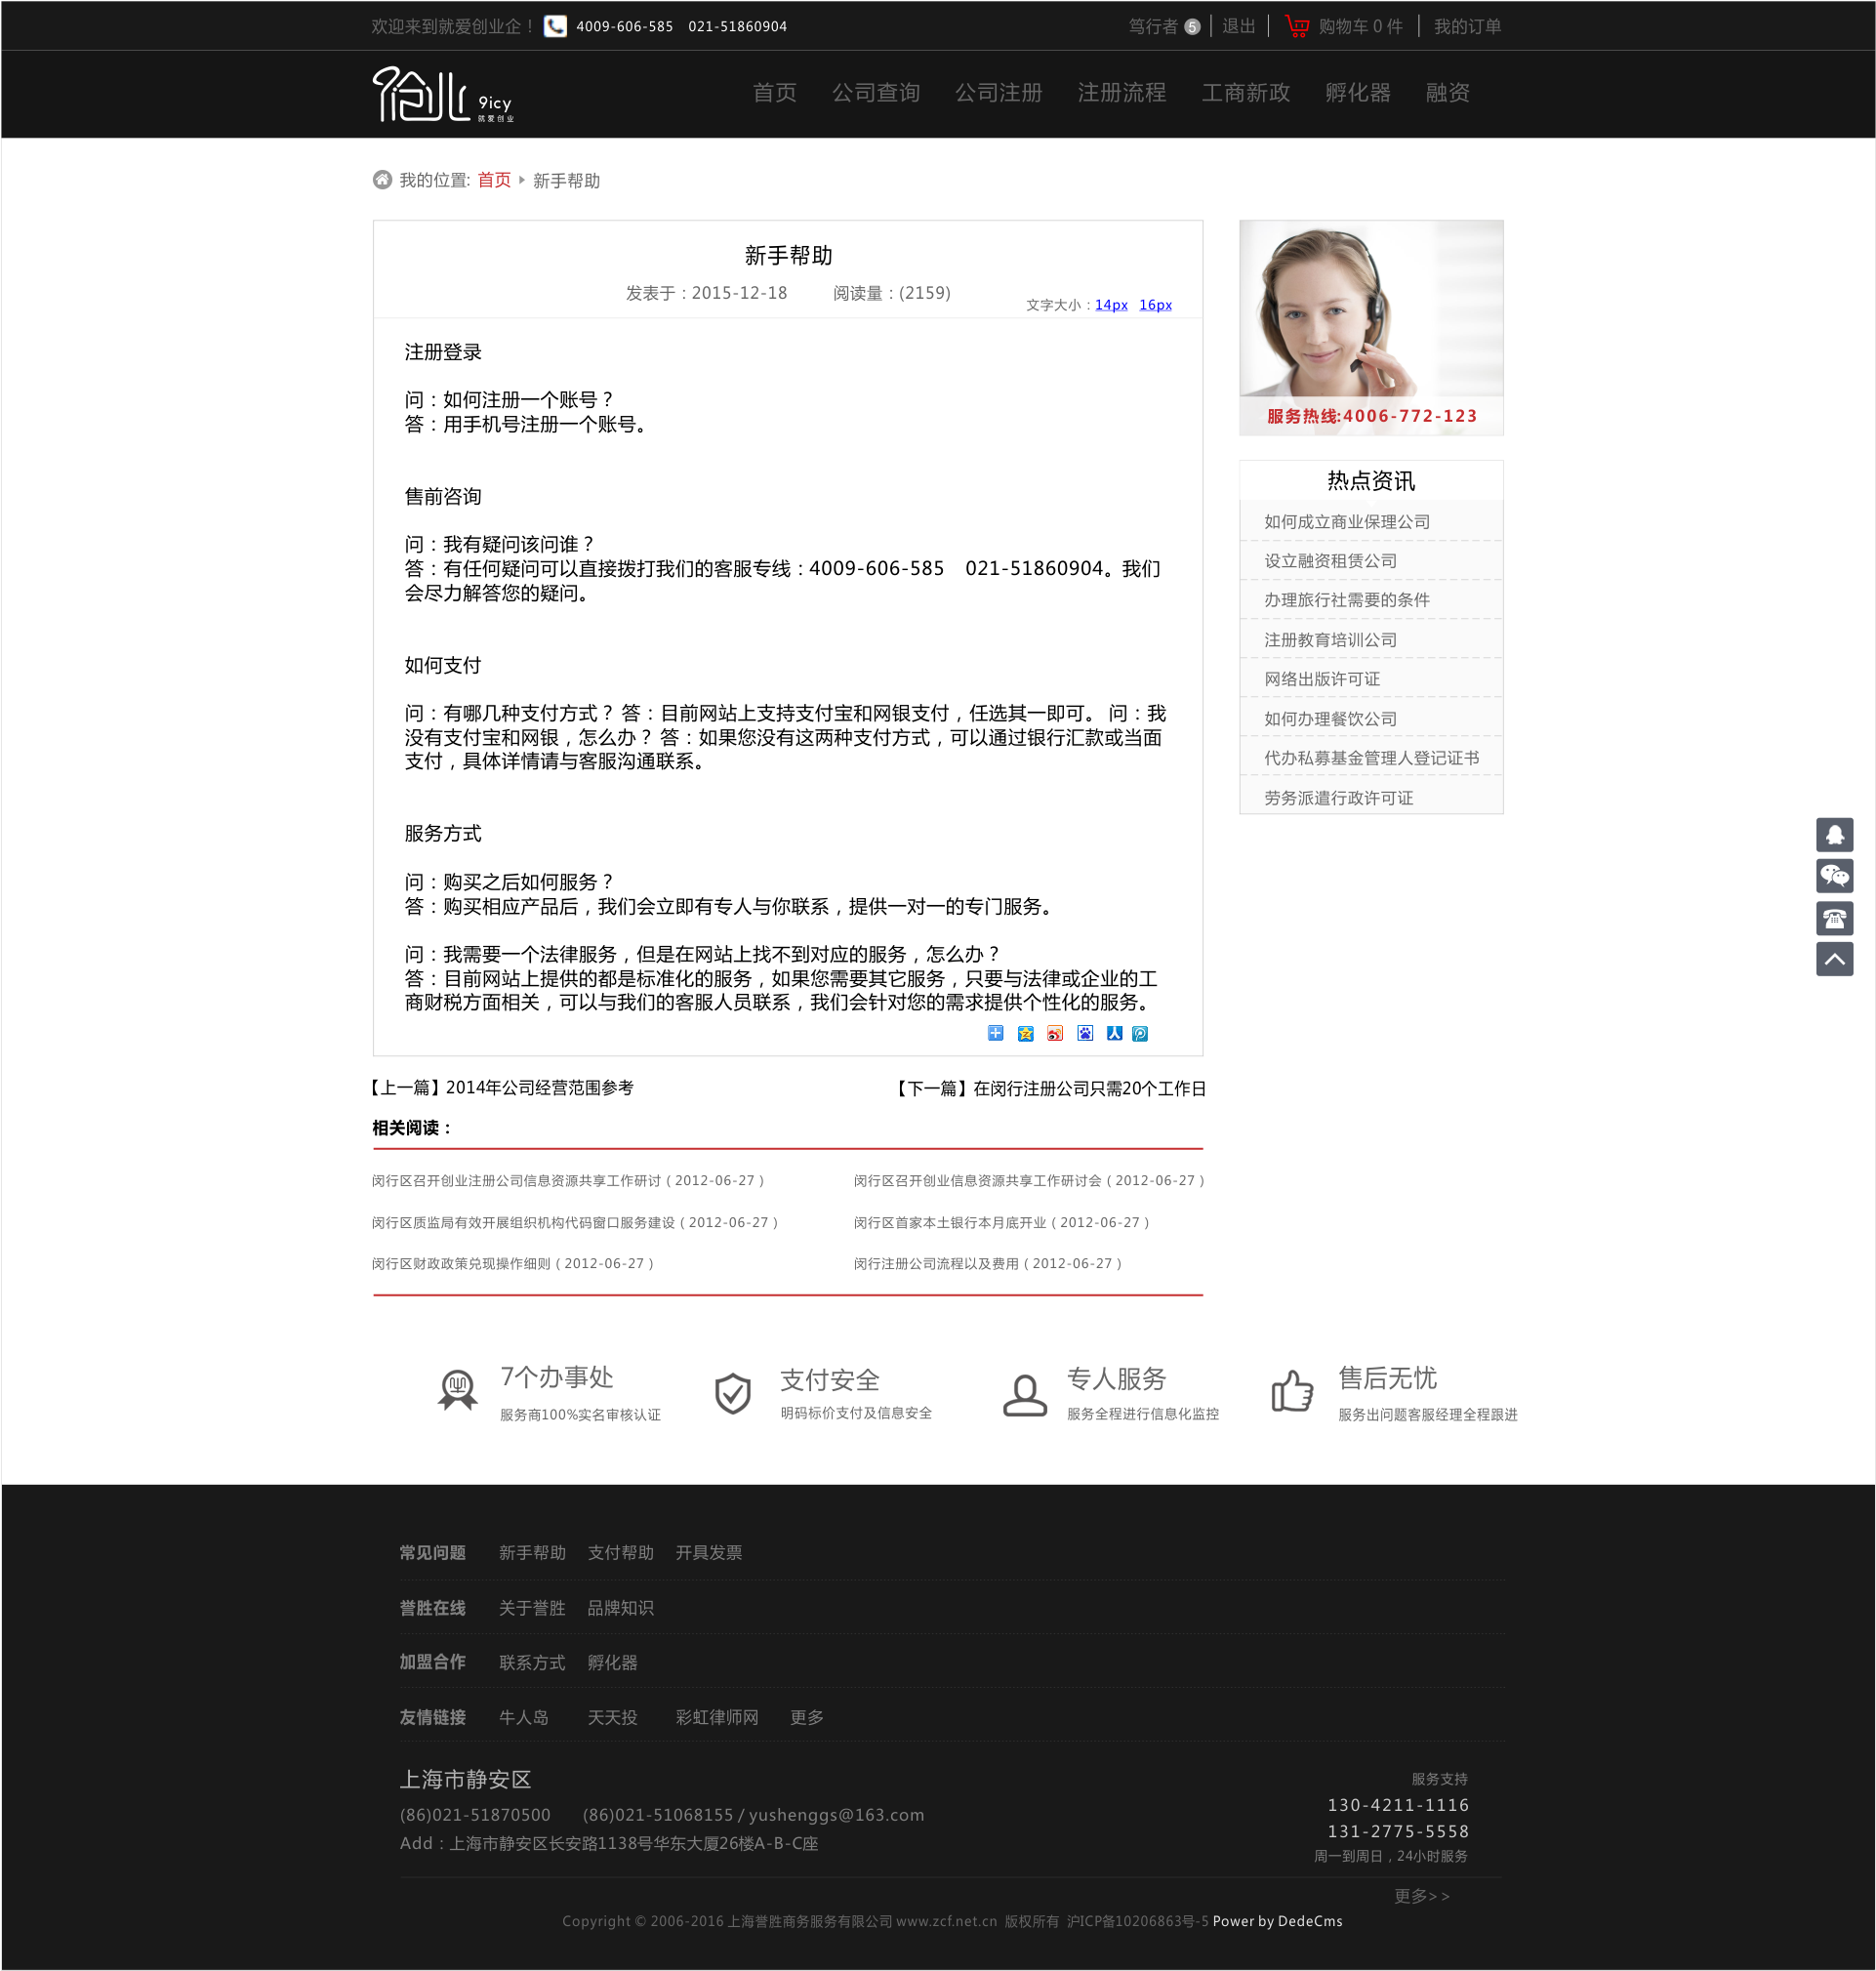 欢迎来到就爱创业企！ 4009-606-585 021-51860904 笃行者 5 退出 购物车 0 件 我的订单
9icy
就爱创业
首页 公司查询 公司注册 注册流程 工商新政 孵化器 融资
我的位置: 首页 新手帮助
新手帮助
发表于：2015-12-18 阅读量：(2159)
文字大小：14px 16px
注册登录
问：如何注册一个账号？
答：用手机号注册一个账号。
售前咨询
问：我有疑问该问谁？
答：有任何疑问可以直接拨打我们的客服专线：4009-606-585 021-51860904。我们
会尽力解答您的疑问。
如何支付
问：有哪几种支付方式？ 答：目前网站上支持支付宝和网银支付，任选其一即可。 问：我
没有支付宝和网银，怎么办？ 答：如果您没有这两种支付方式，可以通过银行汇款或当面
支付，具体详情请与客服沟通联系。
服务方式
问：购买之后如何服务？
答：购买相应产品后，我们会立即有专人与你联系，提供一对一的专门服务。
问：我需要一个法律服务，但是在网站上找不到对应的服务，怎么办？
答：目前网站上提供的都是标准化的服务，如果您需要其它服务，只要与法律或企业的工
商财税方面相关，可以与我们的客服人员联系，我们会针对您的需求提供个性化的服务。
服务热线:4006-772-123
热点资讯
如何成立商业保理公司
设立融资租赁公司
办理旅行社需要的条件
注册教育培训公司
网络出版许可证
如何办理餐饮公司
代办私募基金管理人登记证书
劳务派遣行政许可证
【上一篇】2014年公司经营范围参考 【下一篇】在闵行注册公司只需20个工作日
相关阅读：
闵行区召开创业注册公司信息资源共享工作研讨（2012-06-27） 闵行区召开创业信息资源共享工作研讨会（2012-06-27）
闵行区质监局有效开展组织机构代码窗口服务建设（2012-06-27） 闵行区首家本土银行本月底开业（2012-06-27）
闵行区财政政策兑现操作细则（2012-06-27） 闵行注册公司流程以及费用（2012-06-27）
7个办事处 支付安全 专人服务 售后无忧
服务商100%实名审核认证 明码标价支付及信息安全 服务全程进行信息化监控 服务出问题客服经理全程跟进
常见问题 新手帮助 支付帮助 开具发票
誉胜在线 关于誉胜 品牌知识
加盟合作 联系方式 孵化器
友情链接 牛人岛 天天投 彩虹律师网 更多
上海市静安区
(86)021-51870500 (86)021-51068155 / yushenggs@163.com
Add：上海市静安区长安路1138号华东大厦26楼A-B-C座
服务支持
130-4211-1116
131-2775-5558
周一到周日，24小时服务
更多>>
Copyright © 2006-2016 上海誉胜商务服务有限公司 www.zcf.net.cn 版权所有 沪ICP备10206863号-5 Power by DedeCms